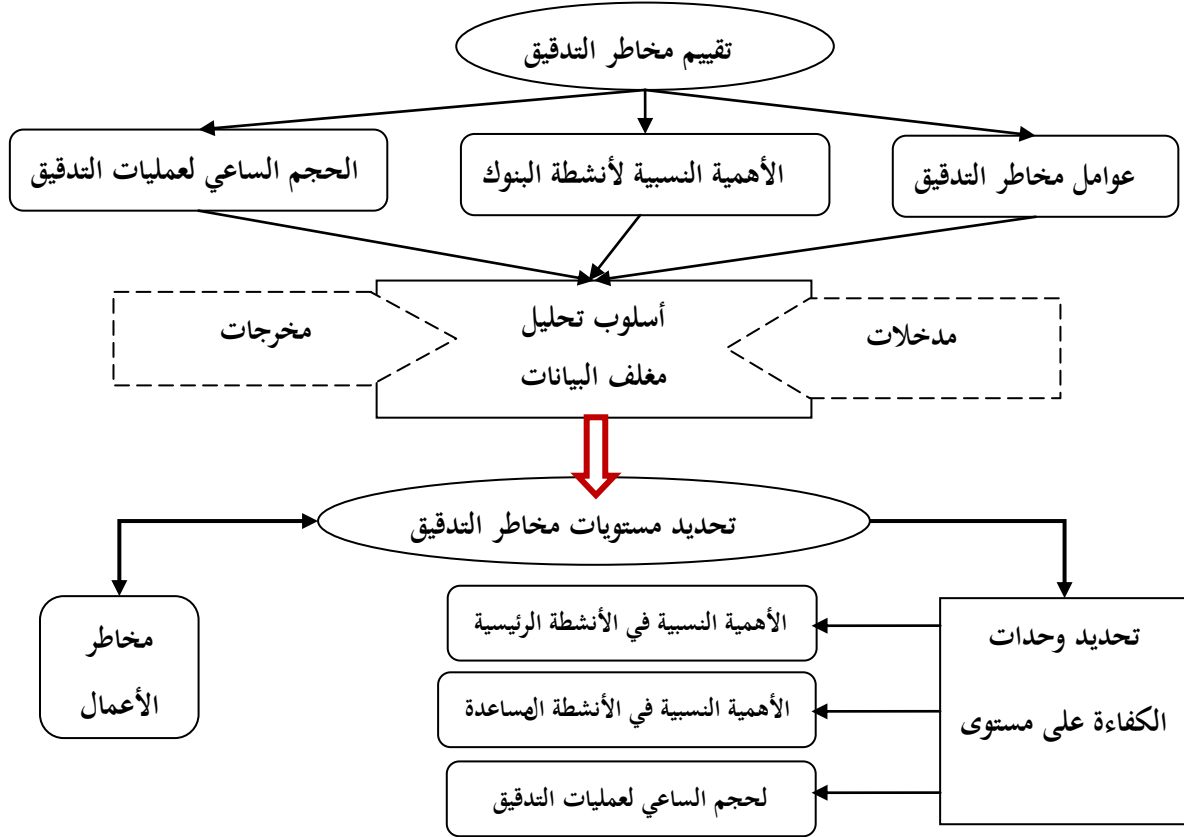 تقييم مخاطر التدقيق
عوامل مخاطر التدقيق
الأهمية النسبية لأنشطة البنوك
الحجم الساعي لعمليات التدقيق
مدخلات
أسلوب تحليل
مغلف البيانات
مخرجات
تحديد مستويات مخاطر التدقيق
تحديد وحدات
الكفاءة على مستوى
الأهمية النسبية في الأنشطة الرئيسية
الأهمية النسبية في الأنشطة المساعدة
لحجم الساعي لعمليات التدقيق
مخاطر
الأعمال